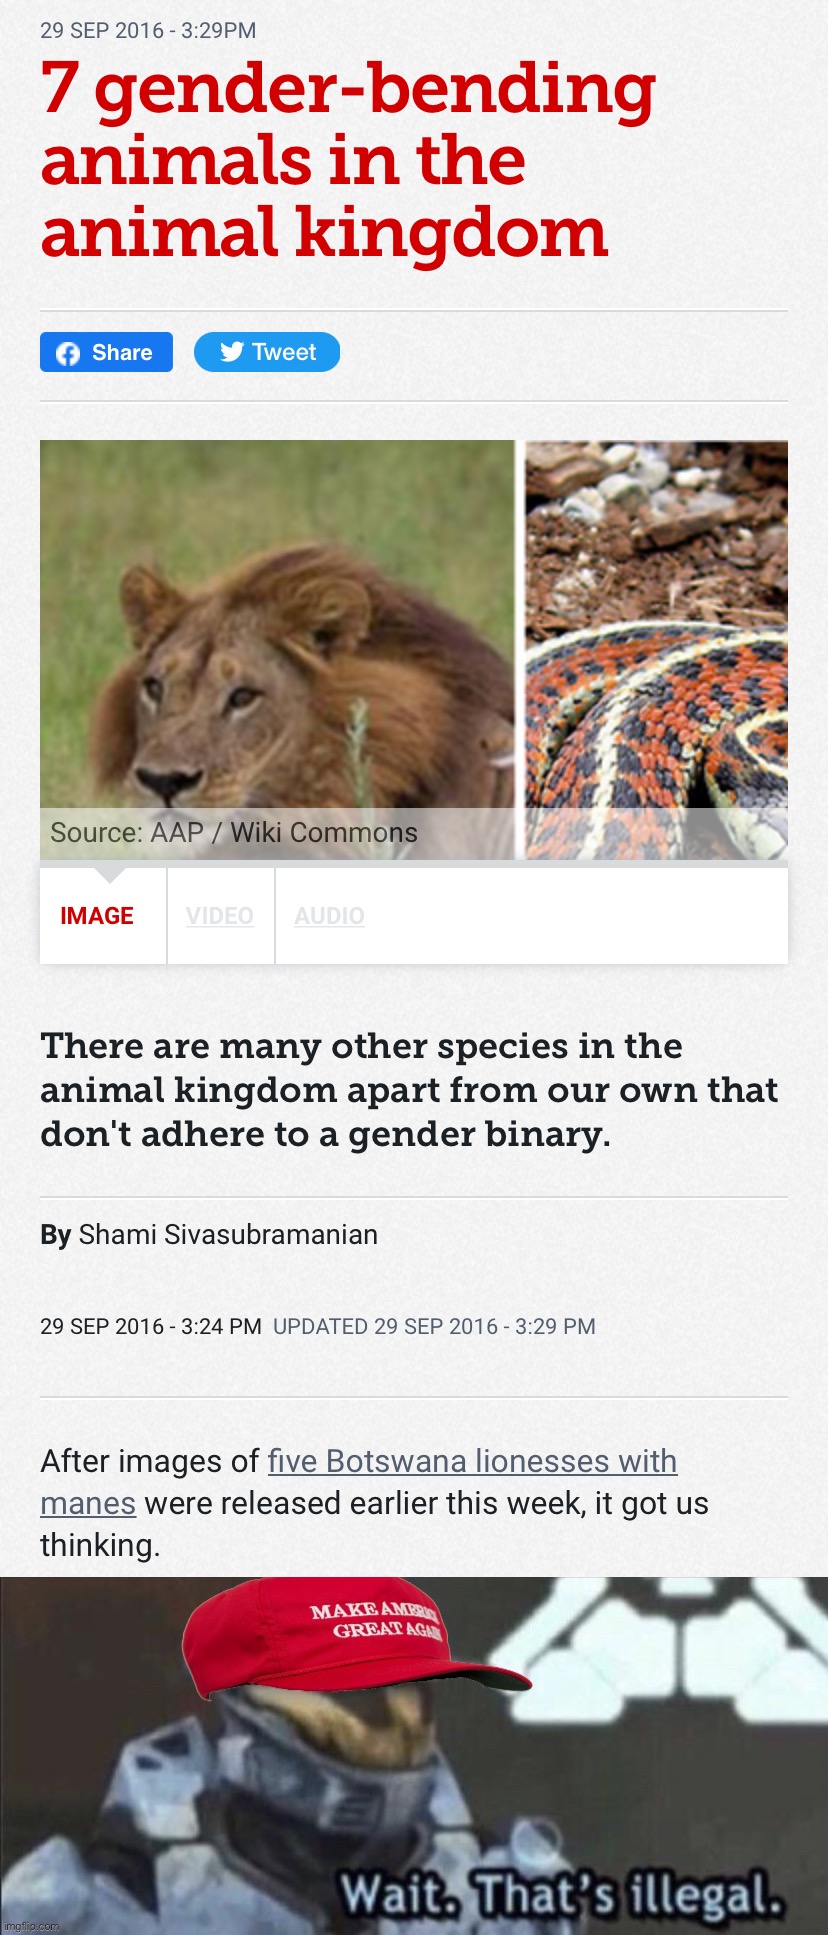 29 SEP 2016 - 3:29PM
7 gender-bending
animals in the
animal kingdom
Share
Tweet
Source: AAP / Wiki Commons
IMAGE
VIDEO
AUDIO
There are many other species in the
animal kingdom apart from our own that
don't adhere to a gender binary.
By Shami Sivasubramanian
29 SEP 2016 - 3:24 PM UPDATED 29 SEP 2016 - 3:29 PM
After images of five Botswana lionesses with
manes were released earlier this week, it got us
thinking.
MAKE AMERICA
GREAT AGAIN
Wait. That's illegal.
imgflip.com